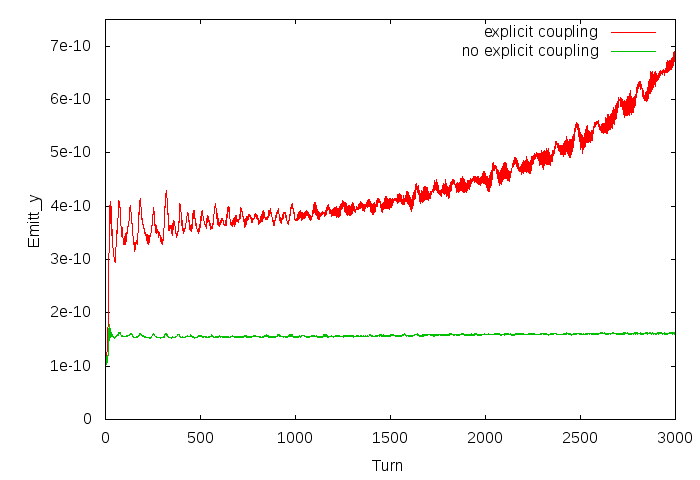 explicit coupling
no explicit coupling
7e-10
6e-10
5e-10
4e-10
3e-10
2e-10
1e-10
0
Emitt_y
0 500 1000 1500 2000 2500 3000
Turn